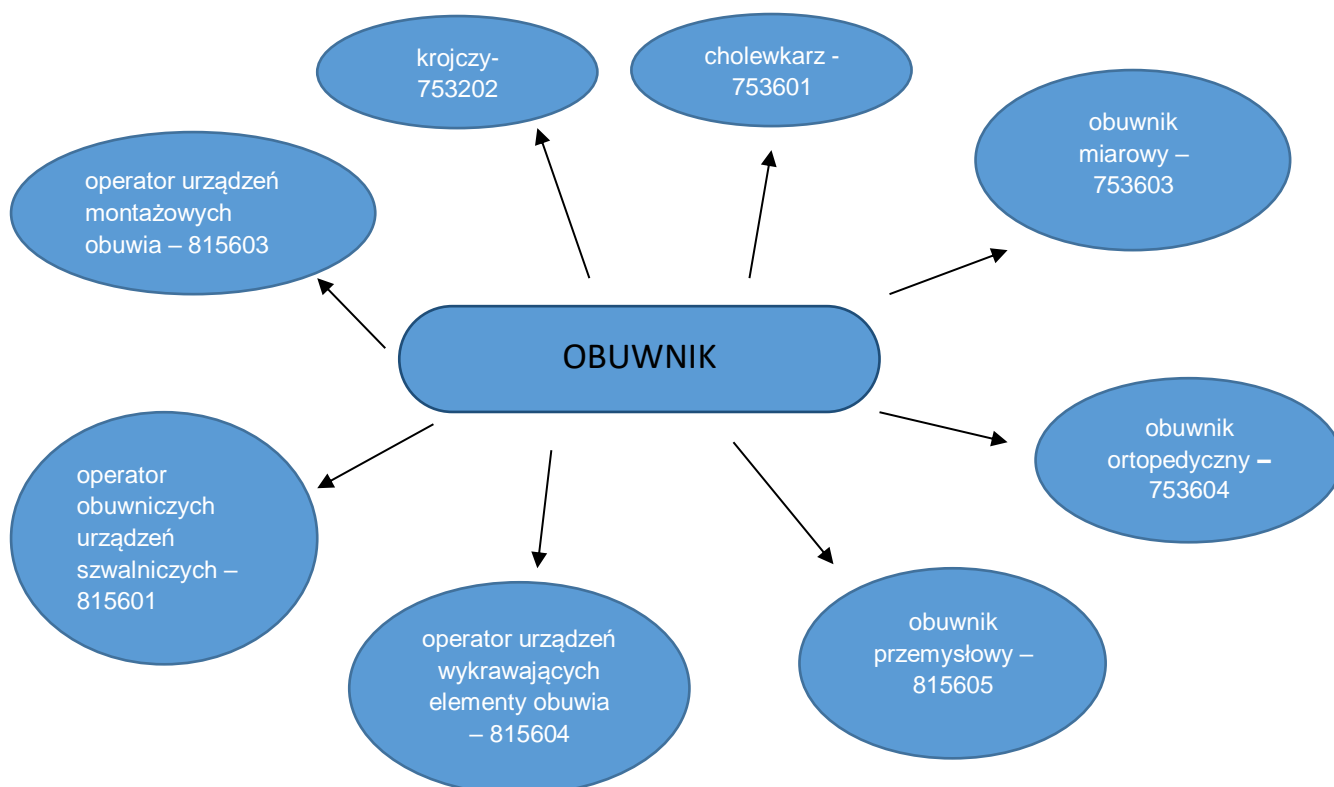 krojczy-
753202
cholewkarz -
753601
obuwnik
miarowy –
753603
operator urządzeń
montażowych
obuwia – 815603
OBUWNIK
obuwnik
ortopedyczny –
753604
operator
obuwniczych
urządzeń
szwalniczych –
815601
obuwnik
przemysłowy –
815605
operator urządzeń
wykrawających
elementy obuwia
– 815604